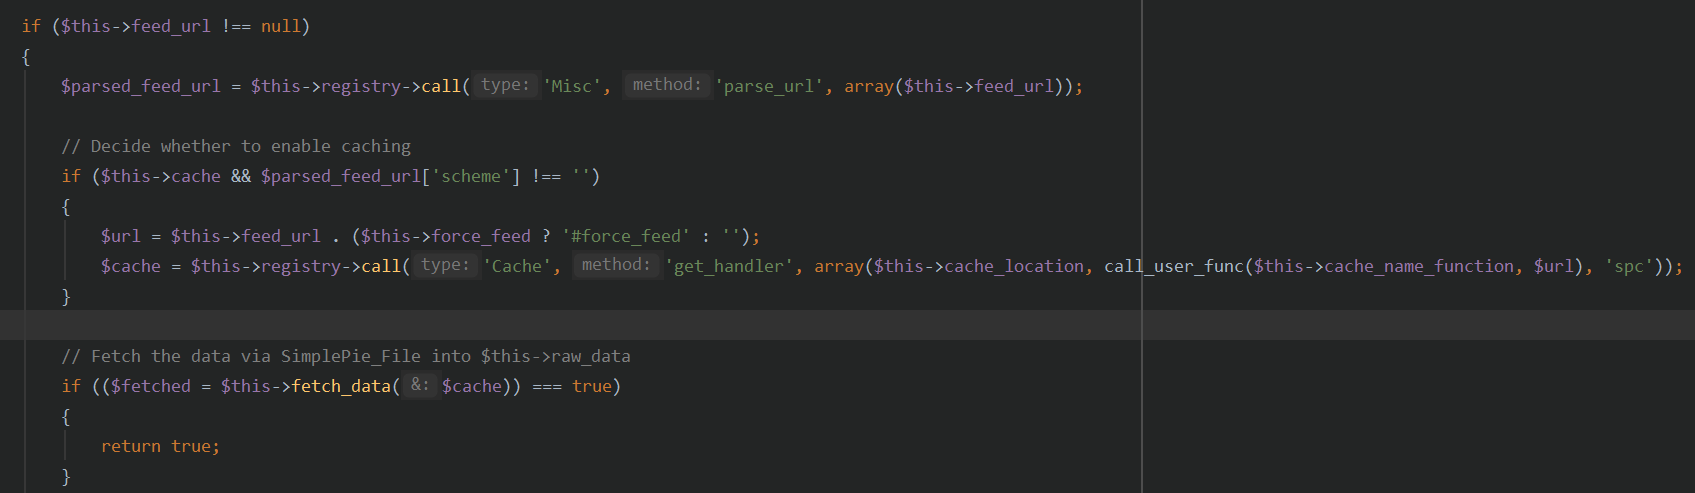 if ($this->feed_url !== null)
{
    $parsed_feed_url = $this->registry->call( type: 'Misc', method: 'parse_url', array($this->feed_url));
    // Decide whether to enable caching
    if ($this->cache && $parsed_feed_url['scheme'] !== '')
    {
        $url = $this->feed_url . ($this->force_feed ? '#force_feed' : '');
        $cache = $this->registry->call( type: 'Cache', method: 'get_handler', array($this->cache_location, call_user_func($this->cache_name_function, $url), 'spc'));
    }
    // Fetch the data via SimplePie_File into $this->raw_data
    if (($fetched = $this->fetch_data( &: $cache)) === true)
    {
        return true;
    }